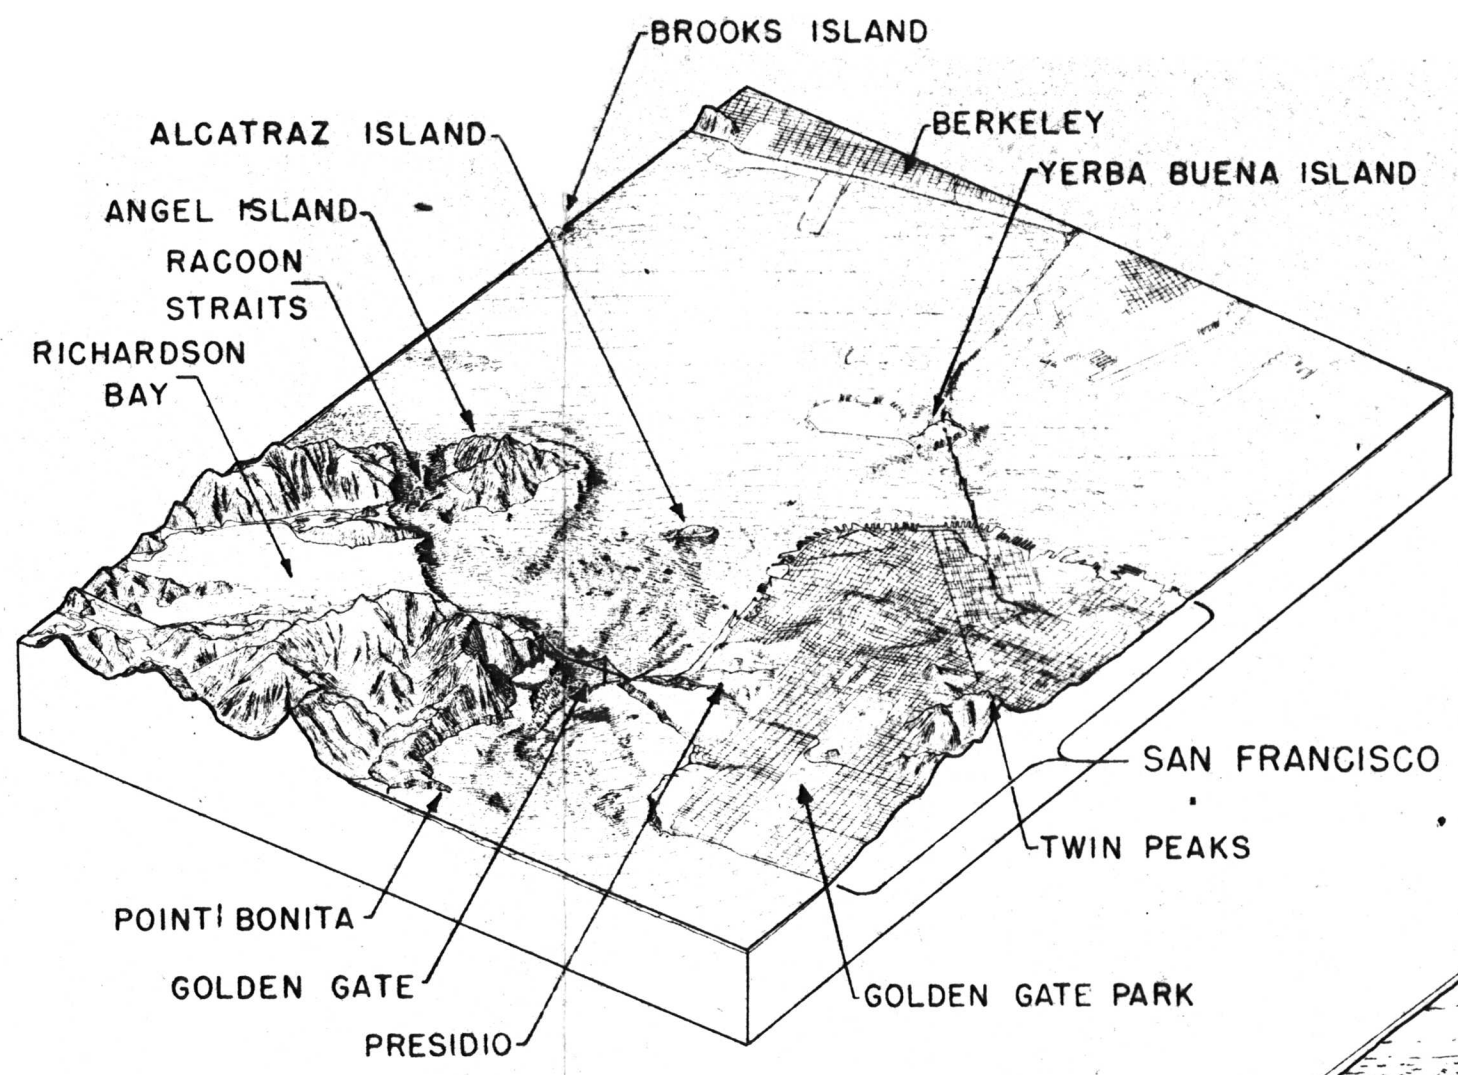 BROOKS ISLAND
ALCATRAZ ISLAND
BERKELEY
YERBA BUENA ISLAND
ANGEL ISLAND
RACOON
STRAITS
RICHARDSON
BAY
SAN FRANCISCO
TWIN PEAKS
POINT BONITA
GOLDEN GATE
GOLDEN GATE PARK
PRESIDIO